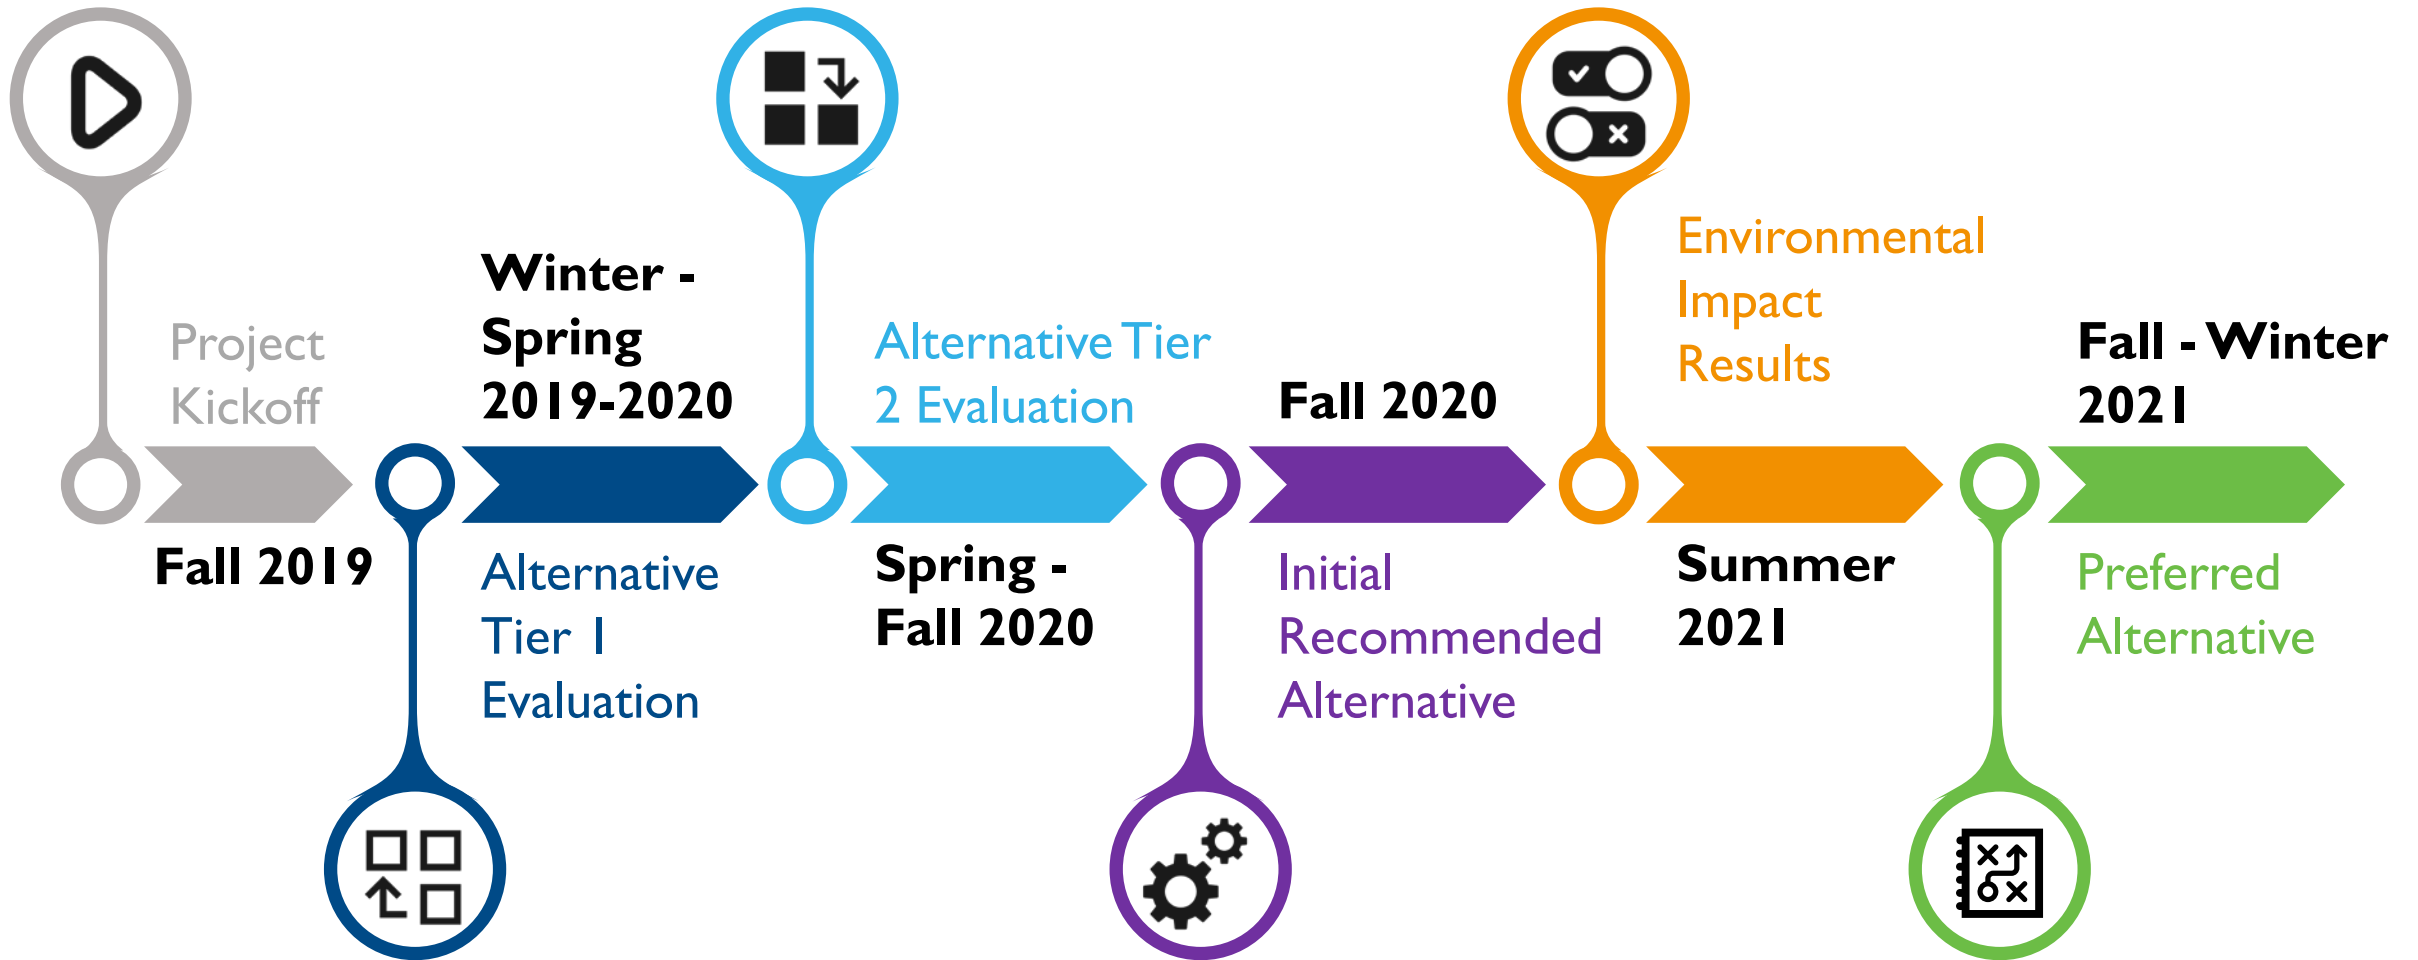 Project
Kickoff
Fall 2019
Winter -
Spring
2019-2020
Alternative
Tier 1
Evaluation
Alternative Tier
2 Evaluation
Spring -
Fall 2020
Fall 2020
Initial
Recommended
Alternative
Environmental
Impact
Results
Summer
2021
Fall - Winter
2021
Preferred
Alternative